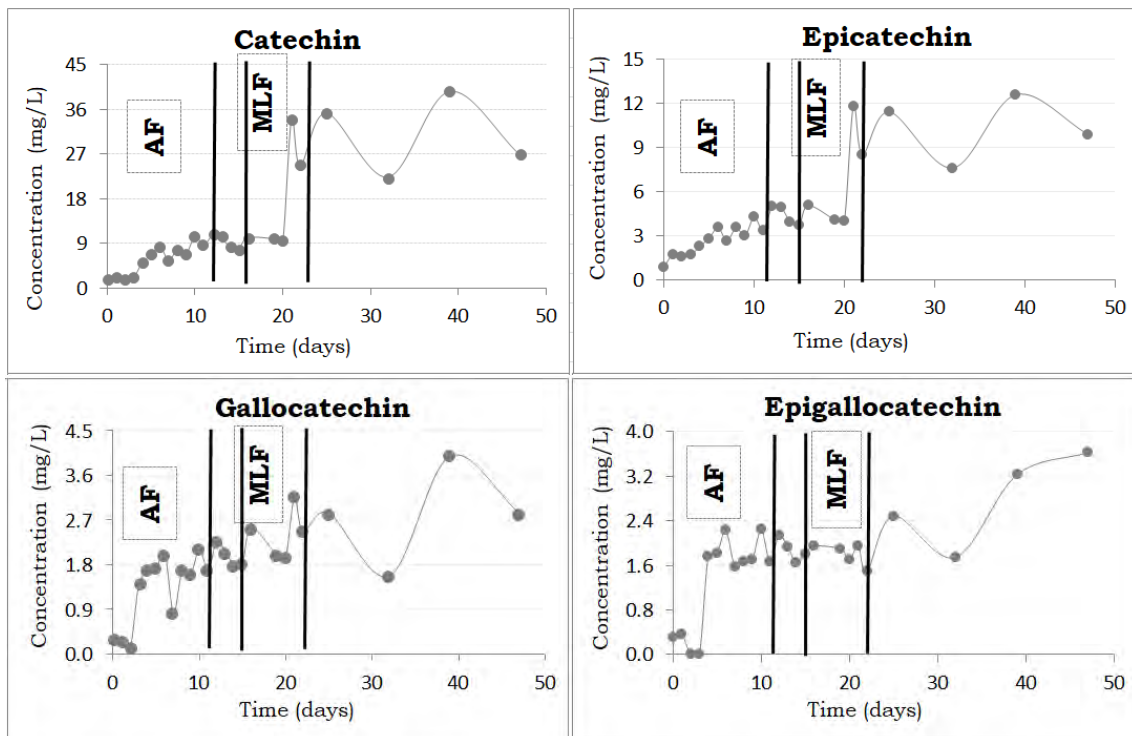 Catechin
Concentration (mg/L)
45
36
27
18
9
0
AF
MLF
0 10 20 30 40 50
Time (days)
Epicatechin
Concentration (mg/L)
15
12
9
6
3
0
AF
MLF
0 10 20 30 40 50
Time (days)
Gallocatechin
Concentration (mg/L)
4.5
3.6
2.7
1.8
0.9
0.0
AF
MLF
0 10 20 30 40 50
Time (days)
Epigallocatechin
Concentration (mg/L)
4.0
3.2
2.4
1.6
0.8
0.0
AF
MLF
0 10 20 30 40 50
Time (days)